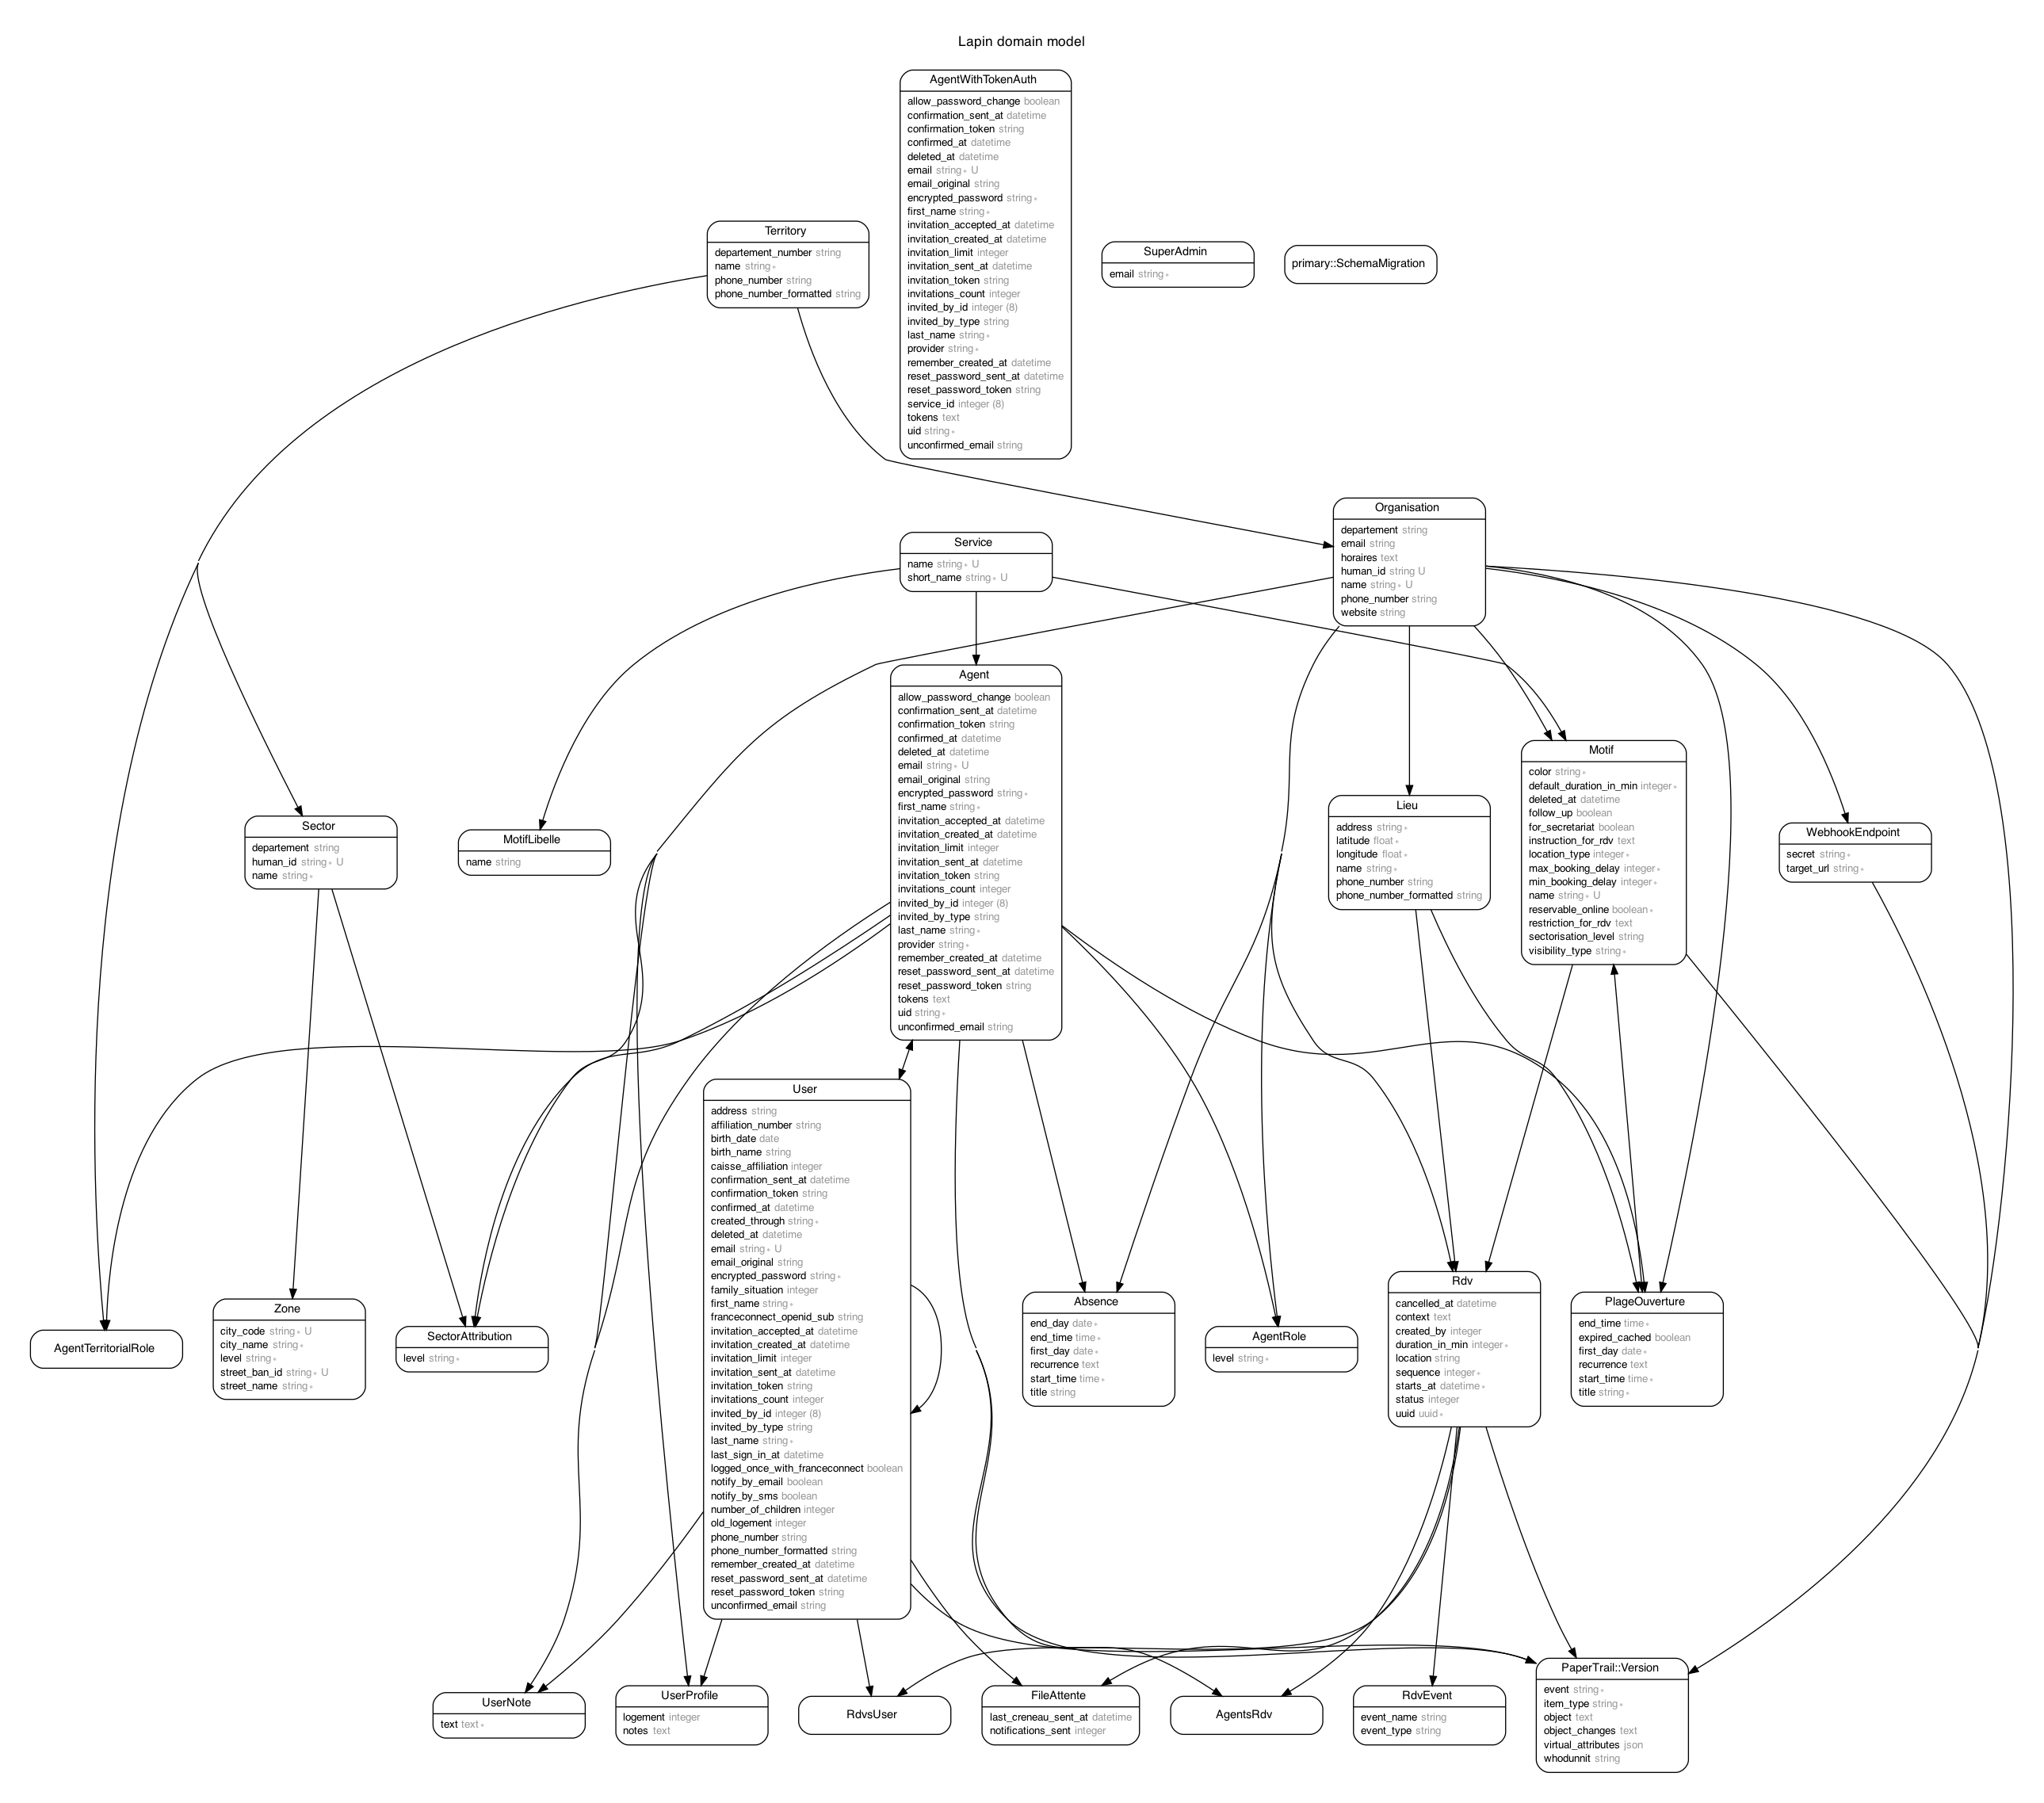 Lapin domain model
AgentWithTokenAuth
allow_password_change boolean
confirmation_sent_at datetime
confirmation_token string
confirmed_at datetime
deleted_at datetime
email string∗ U
email_original string
encrypted_password string∗
first_name string∗
invitation_accepted_at datetime
invitation_created_at datetime
invitation_limit integer
invitation_sent_at datetime
invitation_token string
invitations_count integer
invited_by_id integer (8)
invited_by_type string
last_name string∗
provider string∗
remember_created_at datetime
reset_password_sent_at datetime
reset_password_token string
service_id integer (8)
tokens text
uid string∗
unconfirmed_email string
Territory
departement_number string
name string∗
phone_number string
phone_number_formatted string
SuperAdmin
email string∗
primary::SchemaMigration
Organisation
departement string
email string
horaires text
human_id string U
name string∗ U
phone_number string
website string
Service
name string∗ U
short_name string∗ U
Agent
allow_password_change boolean
confirmation_sent_at datetime
confirmation_token string
confirmed_at datetime
deleted_at datetime
email string∗ U
email_original string
encrypted_password string∗
first_name string∗
invitation_accepted_at datetime
invitation_created_at datetime
invitation_limit integer
invitation_sent_at datetime
invitation_token string
invitations_count integer
invited_by_id integer (8)
invited_by_type string
last_name string∗
provider string∗
remember_created_at datetime
reset_password_sent_at datetime
reset_password_token string
tokens text
uid string∗
unconfirmed_email string
Motif
color string∗
default_duration_in_min integer∗
deleted_at datetime
follow_up boolean
for_secretariat boolean
instruction_for_rdv text
location_type integer∗
max_booking_delay integer∗
min_booking_delay integer∗
name string∗ U
reservable_online boolean∗
restriction_for_rdv text
sectorisation_level string
visibility_type string∗
Lieu
address string∗
latitude float∗
longitude float∗
name string∗
phone_number string
phone_number_formatted string
WebhookEndpoint
secret string∗
target_url string∗
Sector
departement string
human_id string∗ U
name string∗
MotifLibelle
name string
User
address string
affiliation_number string
birth_date date
birth_name string
caisse_affiliation integer
confirmation_sent_at datetime
confirmation_token string
confirmed_at datetime
created_through string∗
deleted_at datetime
email string∗ U
email_original string
encrypted_password string∗
family_situation integer
first_name string∗
franceconnect_openid_sub string
invitation_accepted_at datetime
invitation_created_at datetime
invitation_limit integer
invitation_sent_at datetime
invitation_token string
invitations_count integer
invited_by_id integer (8)
invited_by_type string
last_name string∗
last_sign_in_at datetime
logged_once_with_franceconnect boolean
notify_by_email boolean
notify_by_sms boolean
number_of_children integer
old_logement integer
phone_number string
phone_number_formatted string
remember_created_at datetime
reset_password_sent_at datetime
reset_password_token string
unconfirmed_email string
AgentTerritorialRole
Zone
city_code string∗ U
city_name string∗
level string∗
street_ban_id string∗ U
street_name string∗
SectorAttribution
level string∗
Absence
end_day date∗
end_time time∗
first_day date∗
recurrence text
start_time time∗
title string
AgentRole
level string∗
Rdv
cancelled_at datetime
context text
created_by integer
duration_in_min integer∗
location string
sequence integer∗
starts_at datetime∗
status integer
uuid uuid∗
PlageOuverture
end_time time∗
expired_cached boolean
first_day date∗
recurrence text
start_time time∗
title string∗
UserNote
text text∗
UserProfile
logement integer
notes text
RdvsUser
FileAttente
last_creneau_sent_at datetime
notifications_sent integer
AgentsRdv
RdvEvent
event_name string
event_type string
PaperTrail::Version
event string∗
item_type string∗
object text
object_changes text
virtual_attributes json
whodunnit string